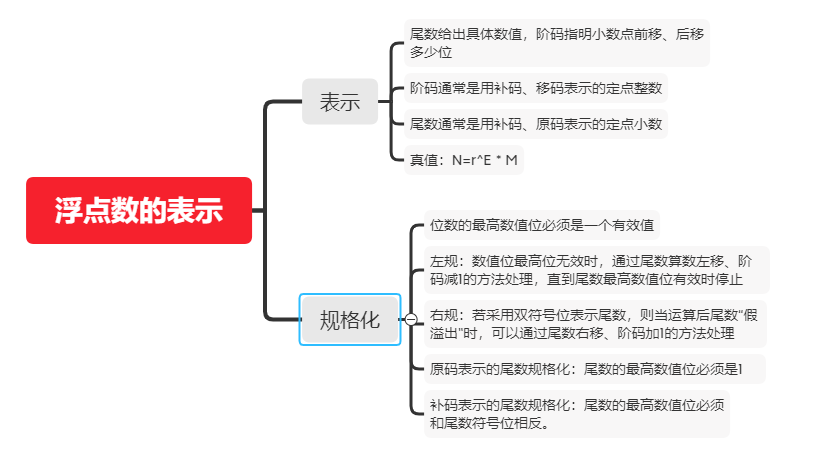 浮点数的表示
表示
尾数给出具体数值，阶码指明小数点前移、后移
多少位
阶码通常是用补码、移码表示的定点整数
尾数通常是用补码、原码表示的定点小数
真值：N=r^E * M
规格化
位数的最高数值位必须是一个有效值
左规：数值位最高位无效时，通过尾数算数左移、阶
码减1的方法处理，直到尾数最高数值位有效时停止
右规：若采用双符号位表示尾数，则当运算后尾数“假
溢出”时，可以通过尾数右移、阶码加1的方法处理
原码表示的尾数规格化：尾数的最高数值位必须是1
补码表示的尾数规格化：尾数的最高数值位必须
和尾数符号位相反。